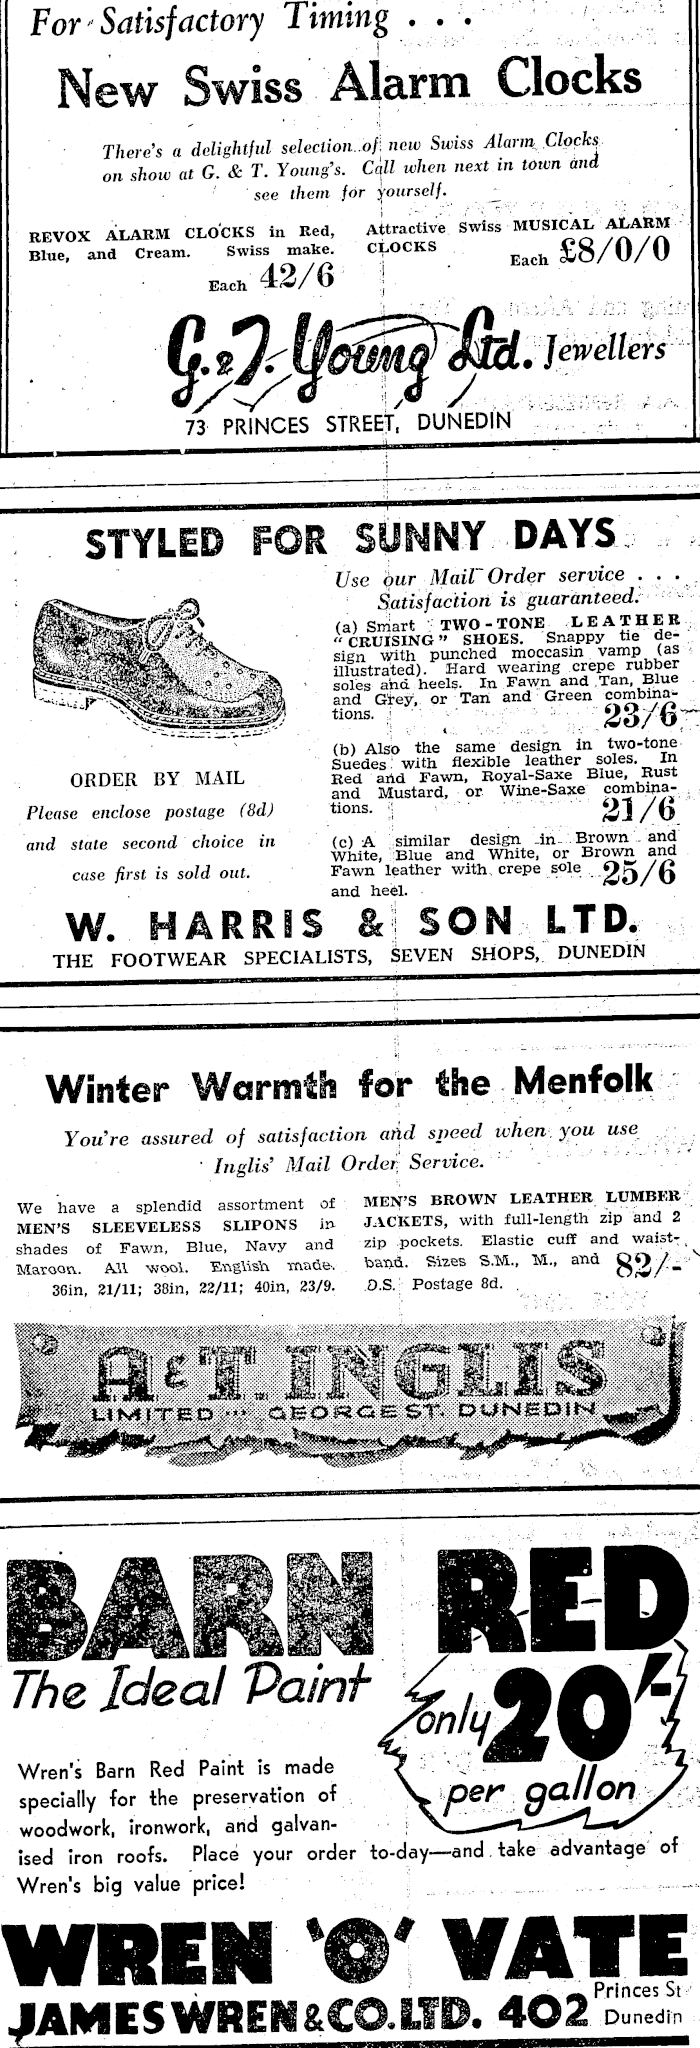 For Satisfactory Timing . . .
New Swiss Alarm Clocks
There's a delightful selection of new Swiss Alarm Clocks
on show at G. & T. Young's. Call when next in town and
see them for yourself.
REVOX ALARM CLOCKS in Red,
Blue, and Cream. Swiss make.
Each 42/6
Attractive Swiss MUSICAL ALARM
CLOCKS
Each £8/0/0
G. & T. Young Ltd. Jewellers
73 PRINCES STREET, DUNEDIN
STYLED FOR SUNNY DAYS
Use our Mail Order service . . .
Satisfaction is guaranteed.
(a) Smart TWO-TONE LEATHER
"CRUISING" SHOES. Snappy tie de-
sign with punched moccasin vamp (as
illustrated). Hard wearing crepe rubber
soles and heels. In Fawn and Tan, Blue
and Grey, or Tan and Green combina-
tions. 23/6
(b) Also the same design in two-tone
Suedes with flexible leather soles. In
Red and Fawn, Royal-Saxe Blue, Rust
and Mustard, or Wine-Saxe combina-
tions. 21/6
(c) A similar design in Brown and
White, Blue and White, or Brown and
Fawn leather with crepe sole 25/6
and heel.
ORDER BY MAIL
Please enclose postage (8d)
and state second choice in
case first is sold out.
W. HARRIS & SON LTD.
THE FOOTWEAR SPECIALISTS, SEVEN SHOPS, DUNEDIN
Winter Warmth for the Menfolk
You're assured of satisfaction and speed when you use
Inglis' Mail Order Service.
We have a splendid assortment of
MEN'S SLEEVELESS SLIPONS in
shades of Fawn, Blue, Navy and
Maroon. All wool. English made.
36in, 21/11; 38in, 22/11; 40in, 23/9.
MEN'S BROWN LEATHER LUMBER
JACKETS, with full-length zip and 2
zip pockets. Elastic cuff and waist-
band. Sizes S.M., M., and 82/-
O.S. Postage 8d.
A & T. INGLIS
LIMITED ... GEORGE ST. DUNEDIN
BARN RED
The Ideal Paint
only 20/-
per gallon
Wren's Barn Red Paint is made
specially for the preservation of
woodwork, ironwork, and galvan-
ised iron roofs. Place your order to-day—and take advantage of
Wren's big value price!
WREN 'O' VATE
JAMES WREN & CO. LTD. 402 Princes St
Dunedin